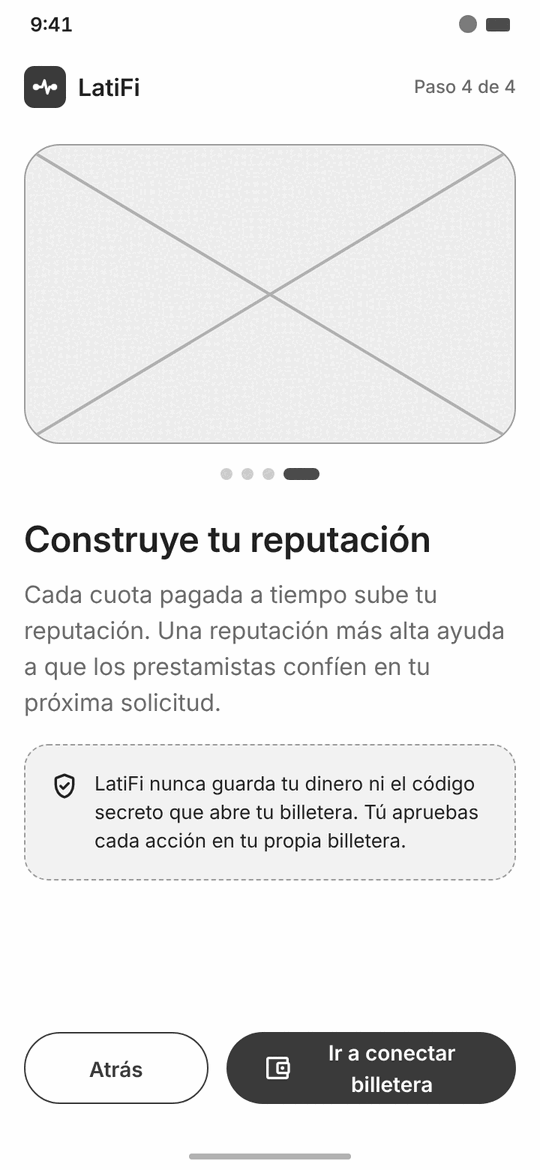 9:41
LatiFi
Paso 4 de 4
Construye tu reputación
Cada cuota pagada a tiempo sube tu
reputación. Una reputación más alta ayuda
a que los prestamistas confíen en tu
próxima solicitud.
LatiFi nunca guarda tu dinero ni el código
secreto que abre tu billetera. Tú apruebas
cada acción en tu propia billetera.
Atrás
Ir a conectar
billetera